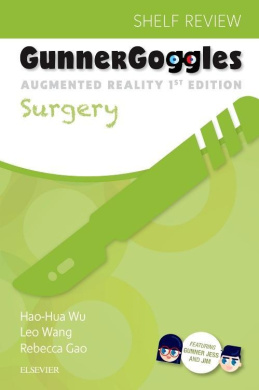 SHELF REVIEW
GUNNERGOGGLES
AUGMENTED REALITY 1ST EDITION
Surgery
Hao-Hua Wu
Leo Wang
Rebecca Gao
ELSEVIER
FEATURING
GUNNER JESS
AND JIM